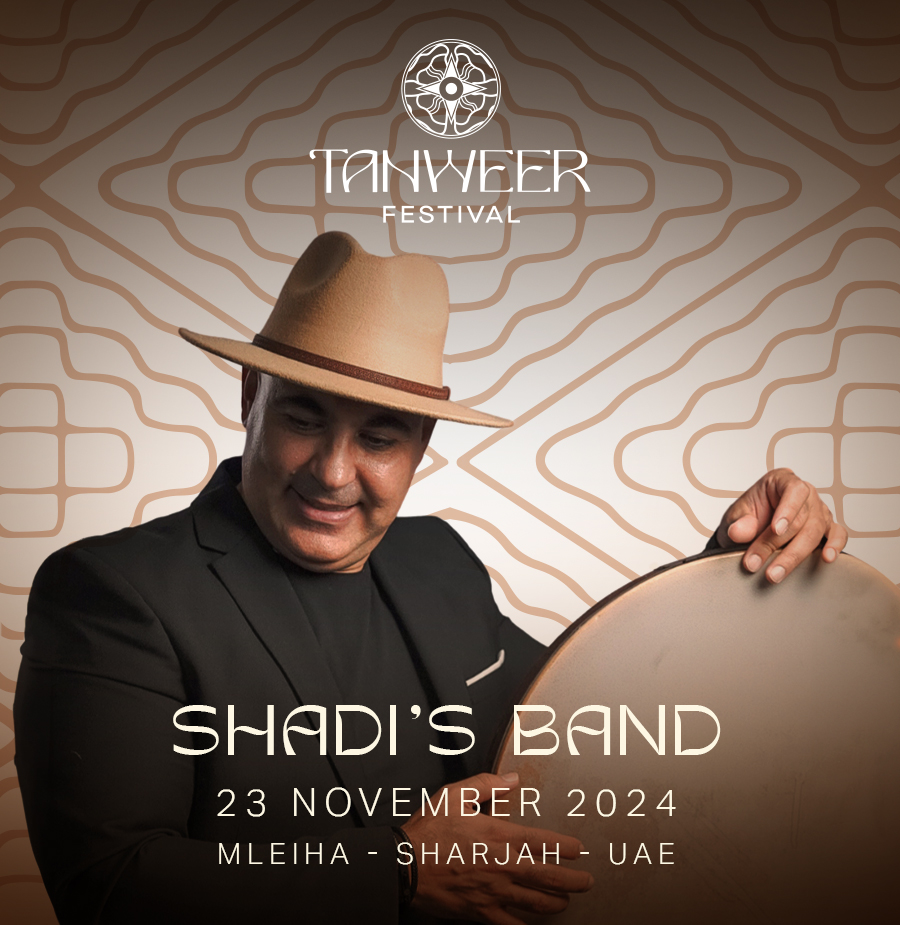 TANWEER
FESTIVAL
SHADI'S BAND
23 NOVEMBER 2024
MLEIHA - SHARJAH - UAE